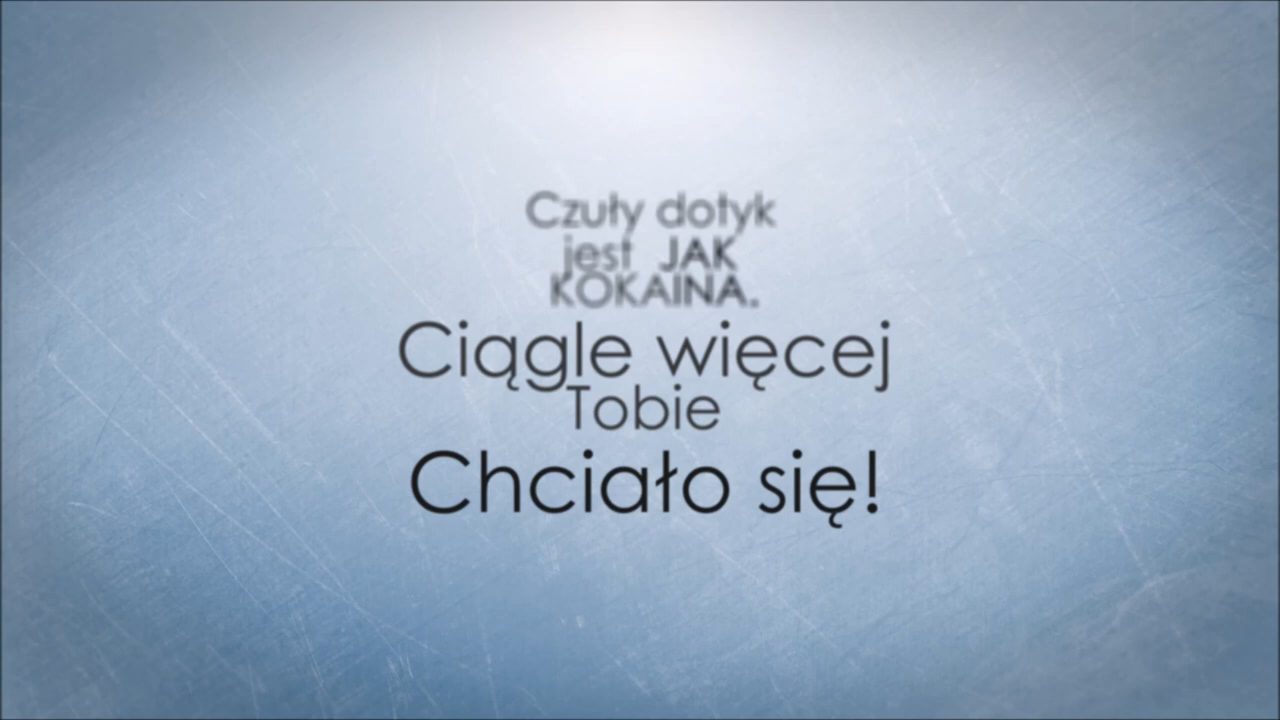 Czuły dotyk
jest JAK
KOKAINA.
Ciągle więcej
Tobie
Chciało się!